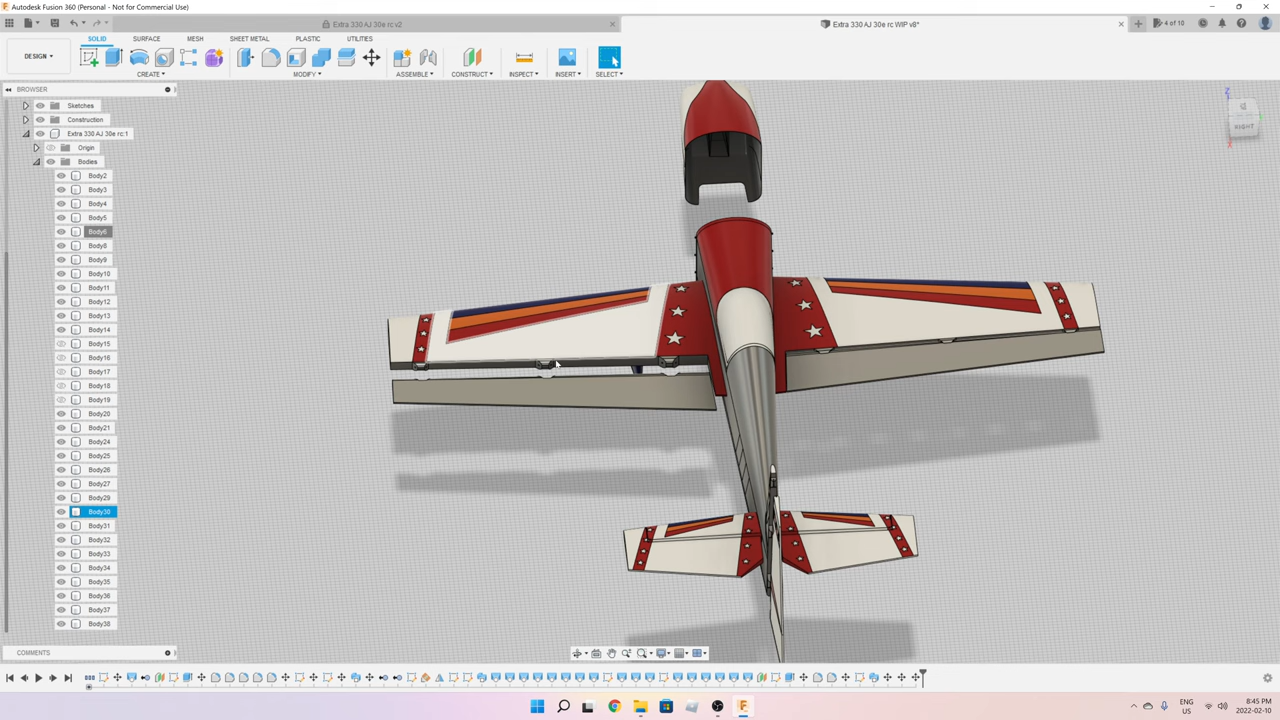 Autodesk Fusion 360 (Personal - Not for Commercial Use)
Extra 330 AJ 30e rc v2
Extra 330 AJ 30e rc WIP v8*
4 of 10
SOLID
SURFACE
MESH
SHEET METAL
PLASTIC
UTILITIES
DESIGN
CREATE
MODIFY
ASSEMBLE
CONSTRUCT
INSPECT
INSERT
SELECT
BROWSER
Sketches
Construction
Extra 330 AJ 30e rc:1
Origin
Bodies
Body2
Body3
Body4
Body5
Body6
Body8
Body9
Body10
Body11
Body12
Body13
Body14
Body15
Body16
Body17
Body18
Body19
Body20
Body21
Body24
Body25
Body26
Body27
Body29
Body30
Body31
Body32
Body33
Body34
Body35
Body36
Body37
Body38
Z
RIGHT
X
COMMENTS
ENG
US
8:45 PM
2022-02-10